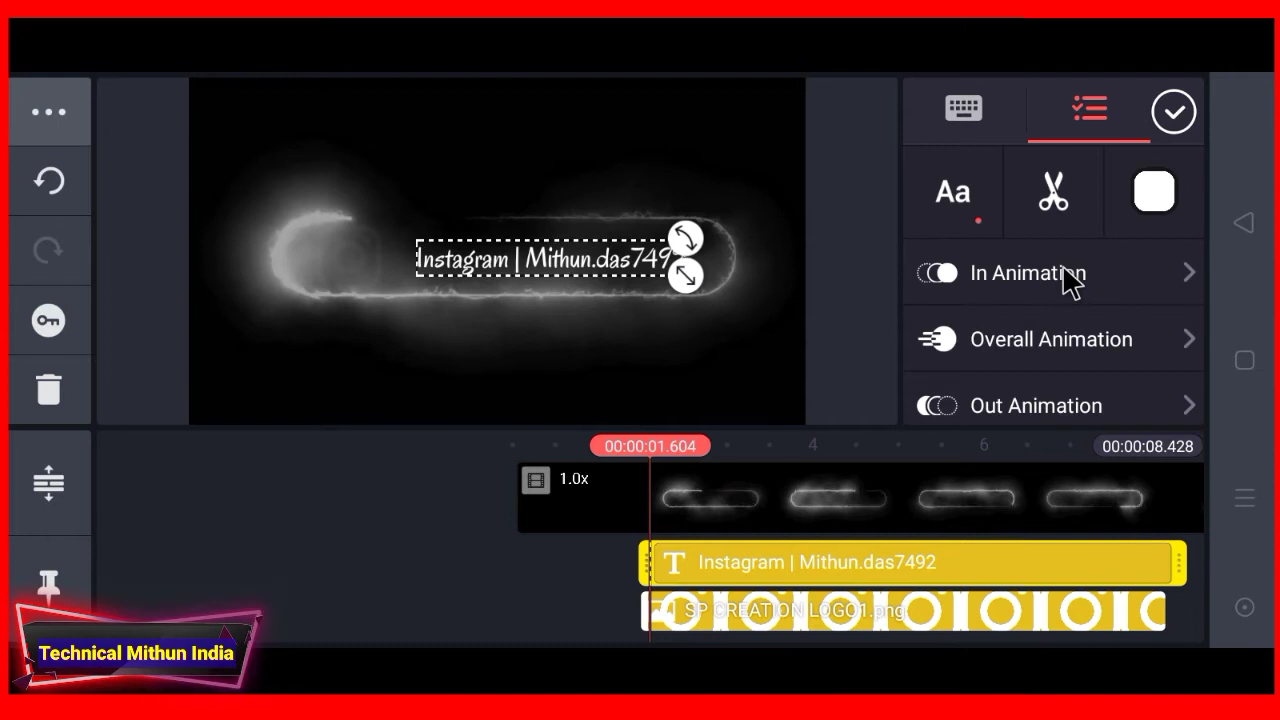 Aa
Instagram | Mithun.das749
In Animation
Overall Animation
Out Animation
00:00:01.604
4
6
00:00:08.428
1.0x
T Instagram | Mithun.das7492
SP CREATION LOGO1.png
Technical Mithun India